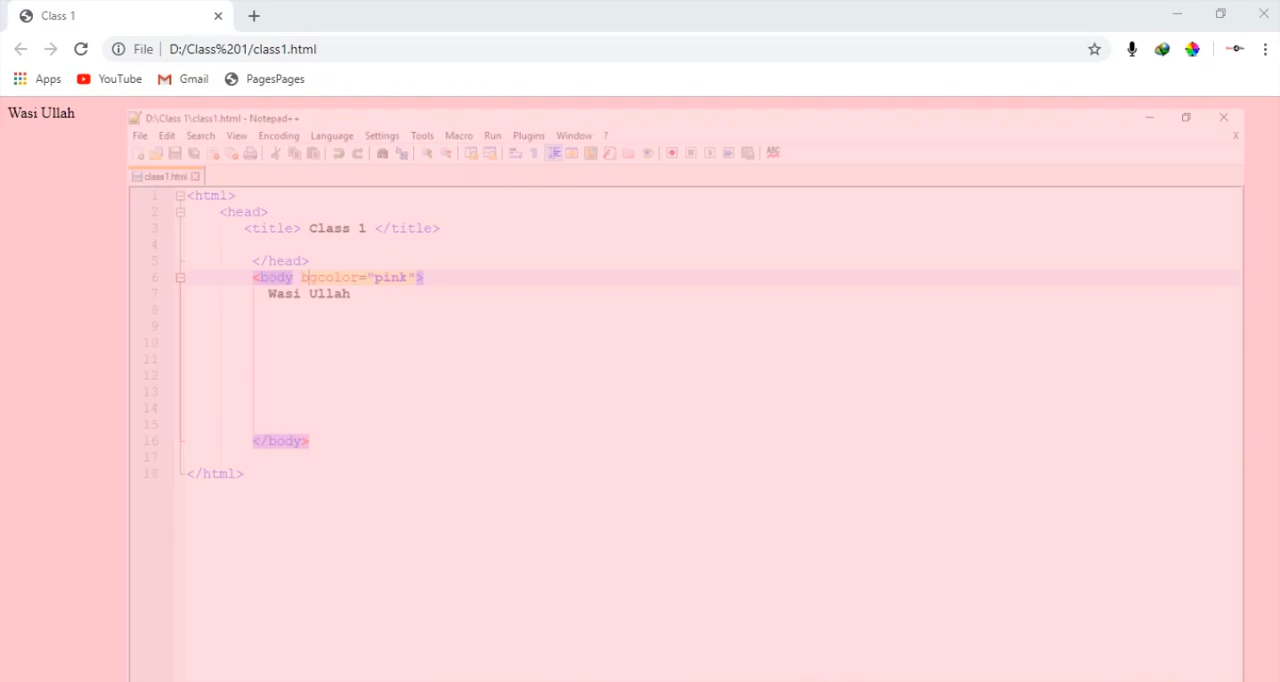 Class 1
File D:/Class%201/class1.html
Apps YouTube Gmail PagesPages
Wasi Ullah
D:\Class 1\class1.html - Notepad++
File Edit Search View Encoding Language Settings Tools Macro Run Plugins Window ? X
ABC
class1.html
1 <html>
2 <head>
3 <title> Class 1 </title>
4
5 </head>
6 <body bgcolor="pink">
7 Wasi Ullah
8
9
10
11
12
13
14
15
16 </body>
17
18 </html>